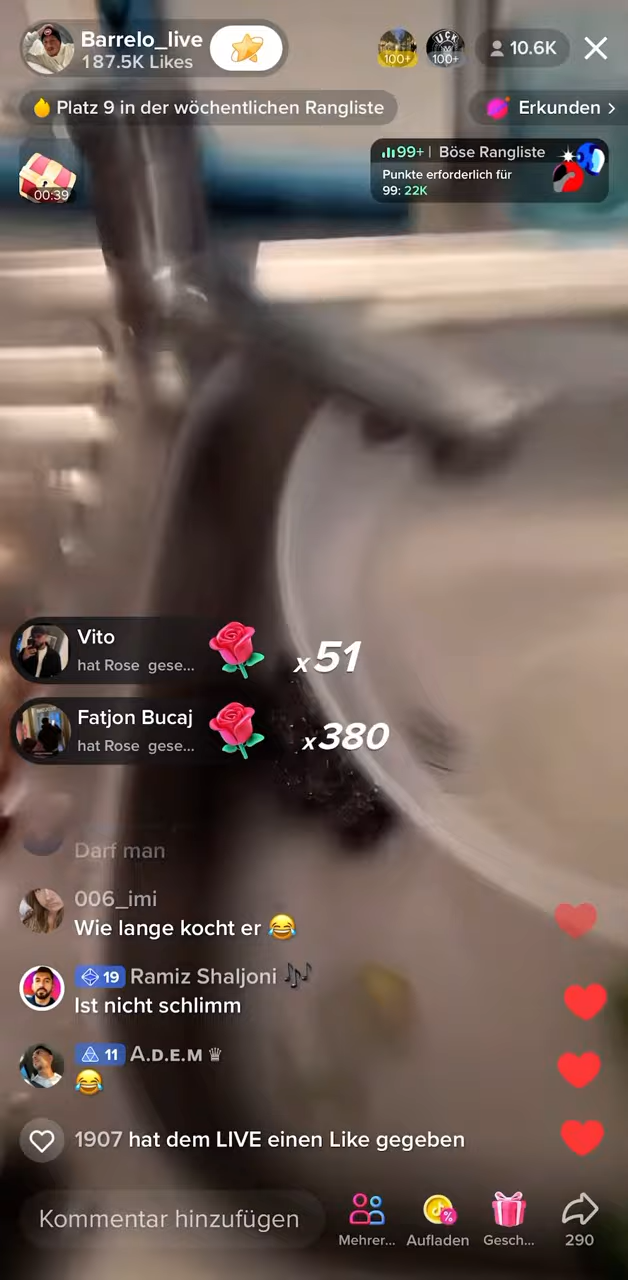 Barrelo_live
187.5K Likes
100+
UCK
100+
10.6K
Platz 9 in der wöchentlichen Rangliste
Erkunden >
00:39
99+ | Böse Rangliste
Punkte erforderlich für
99: 22K
Vito
hat Rose gese...
x51
Fatjon Bucaj
hat Rose gese...
x380
Darf man
006_imi
Wie lange kocht er 😂
19 Ramiz Shaljoni 🎶
Ist nicht schlimm
11 A.D.E.M ♛
😂
1907 hat dem LIVE einen Like gegeben
Kommentar hinzufügen
Mehrer...
Aufladen
Gesch...
290